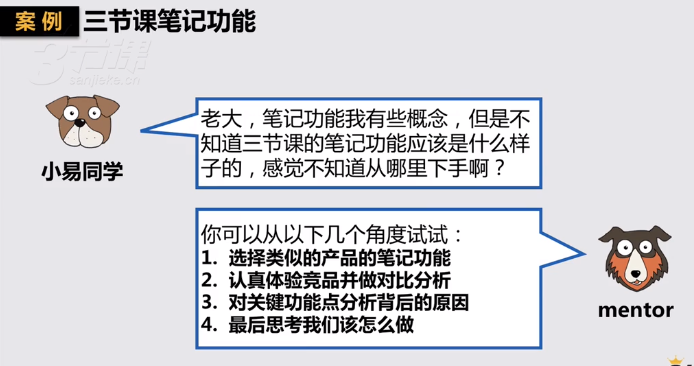 案例 三节课笔记功能
3节课
sanjieke.cn
老大，笔记功能我有些概念，但是不
知道三节课的笔记功能应该是什么样
子的，感觉不知道从哪里下手啊？
小易同学
你可以从以下几个角度试试：
1. 选择类似的产品的笔记功能
2. 认真体验竞品并做对比分析
3. 对关键功能点分析背后的原因
4. 最后思考我们该怎么做
mentor